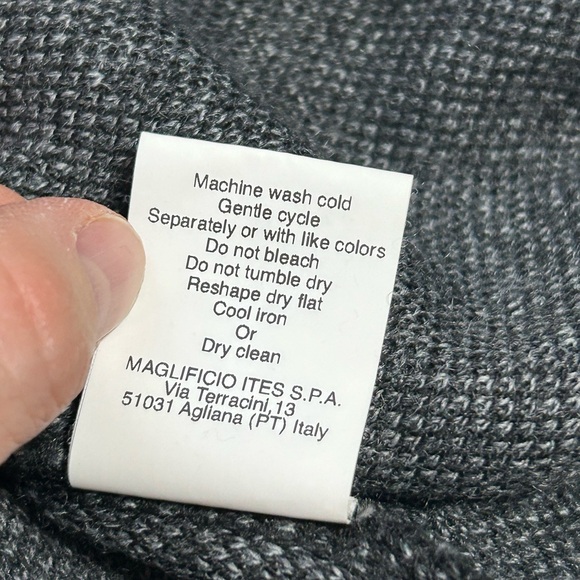 Machine wash cold
Gentle cycle
Separately or with like colors
Do not bleach
Do not tumble dry
Reshape dry flat
Cool iron
Or
Dry clean
MAGLIFICIO ITES S.P.A.
Via Terracini,13
51031 Agliana (PT) Italy